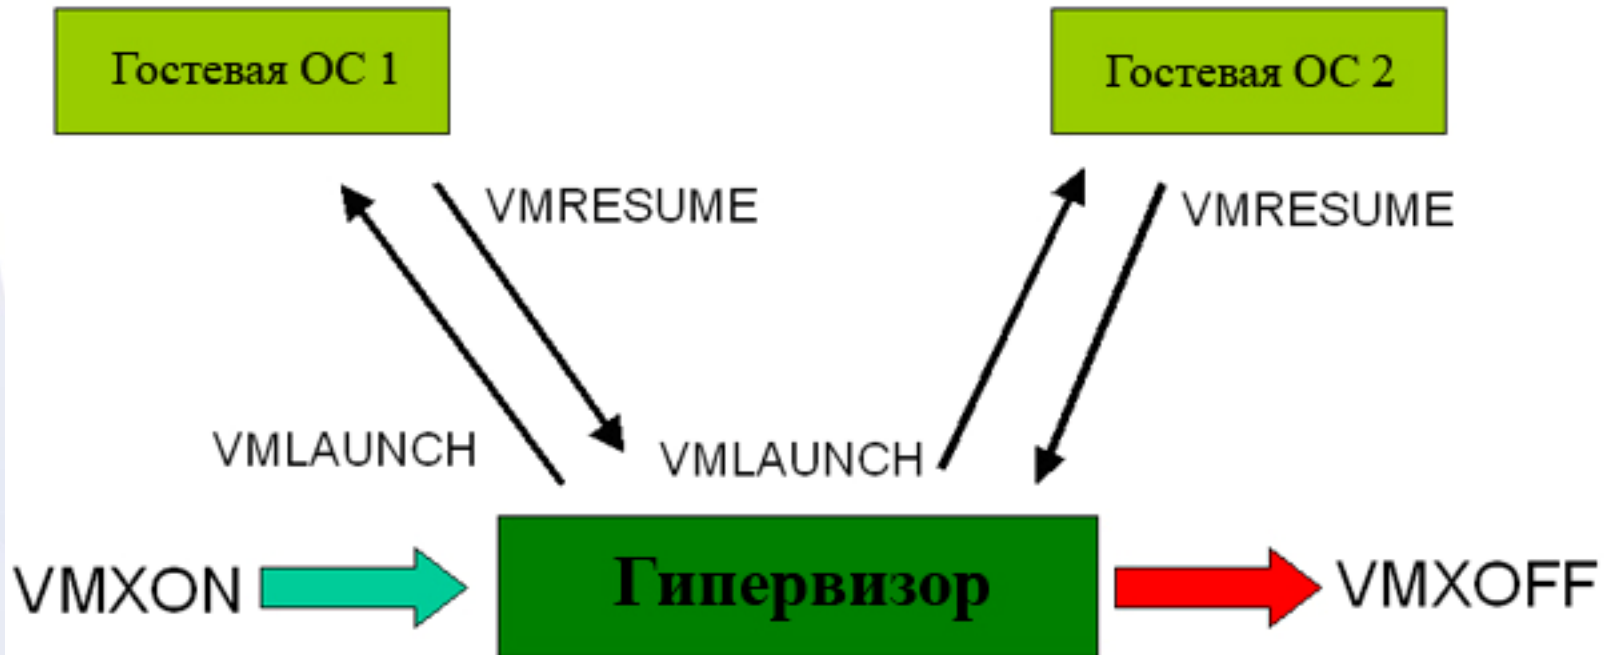 Гостевая ОС 1
Гостевая ОС 2
VMRESUME
VMRESUME
VMLAUNCH
VMLAUNCH
VMXON
Гипервизор
VMXOFF